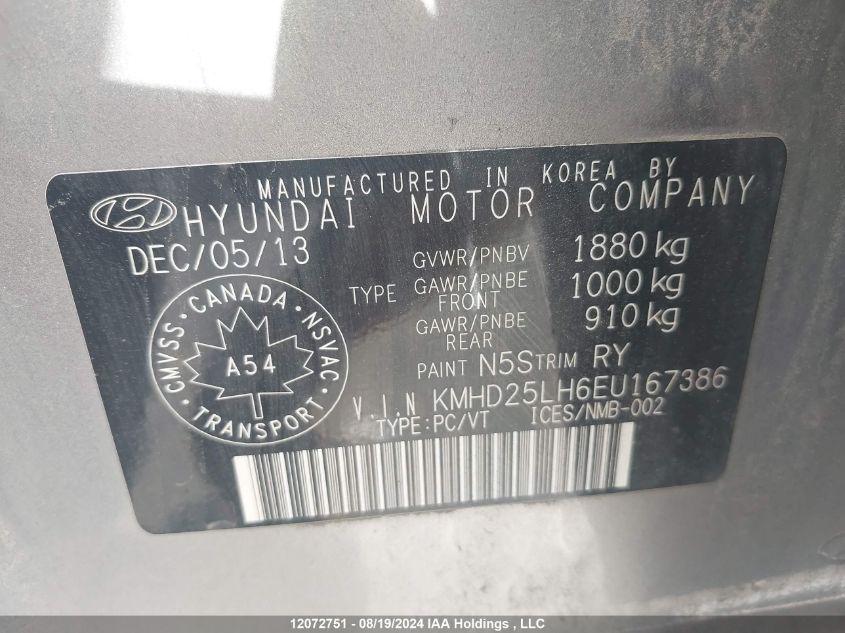 MANUFACTURED IN KOREA BY
HYUNDAI MOTOR COMPANY
DEC/05/13
GVWR/PNBV 1880 kg
TYPE GAWR/PNBE FRONT 1000 kg
GAWR/PNBE REAR 910 kg
PAINT N5S TRIM RY
V.I.N KMHD25LH6EU167386
TYPE:PC/VT ICES/NMB-002
CMVSS · CANADA · NSVAC · TRANSPORT ·
A54
12072751 - 08/19/2024 IAA Holdings , LLC